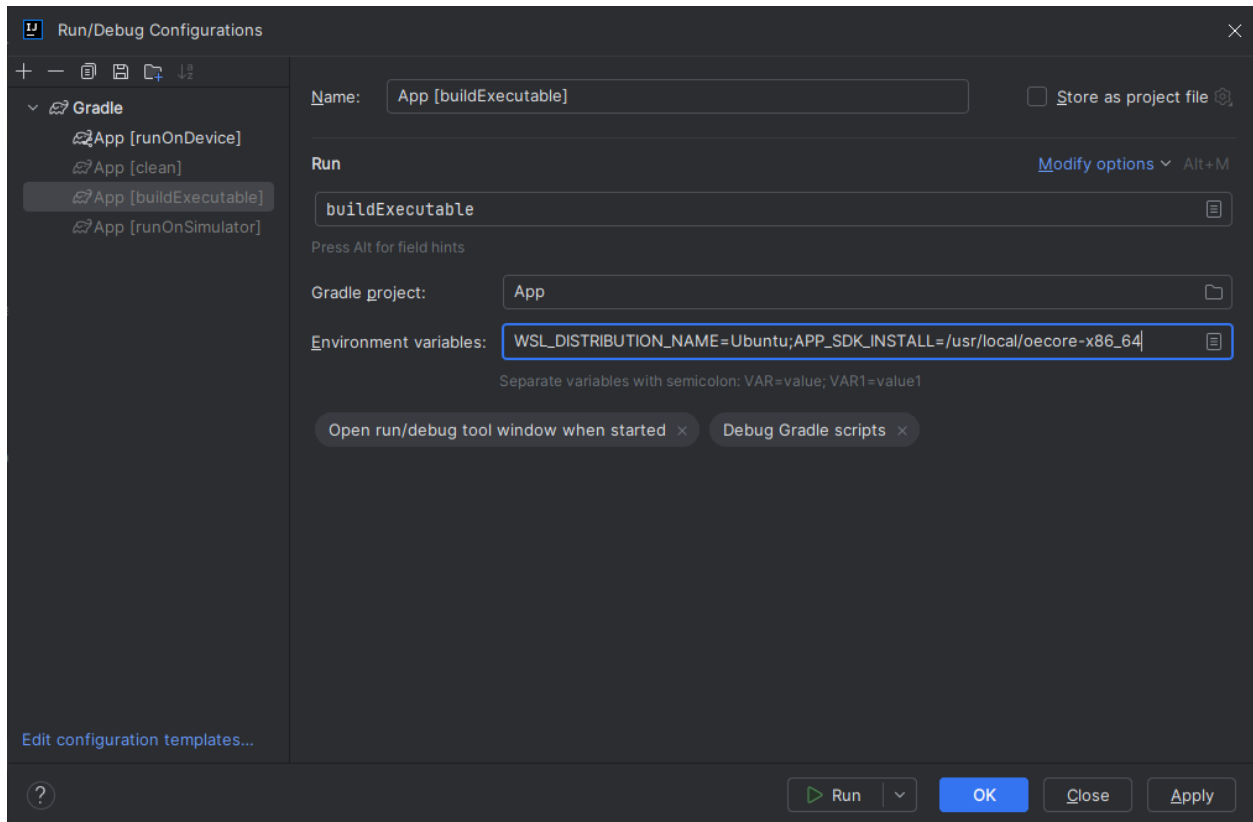 Run/Debug Configurations
Gradle
App [runOnDevice]
App [clean]
App [buildExecutable]
App [runOnSimulator]
Edit configuration templates...
Name: App [buildExecutable] Store as project file
Run Modify options Alt+M
buildExecutable
Press Alt for field hints
Gradle project: App
Environment variables: WSL_DISTRIBUTION_NAME=Ubuntu;APP_SDK_INSTALL=/usr/local/oecore-x86_64
Separate variables with semicolon: VAR=value; VAR1=value1
Open run/debug tool window when started × Debug Gradle scripts ×
? Run OK Close Apply